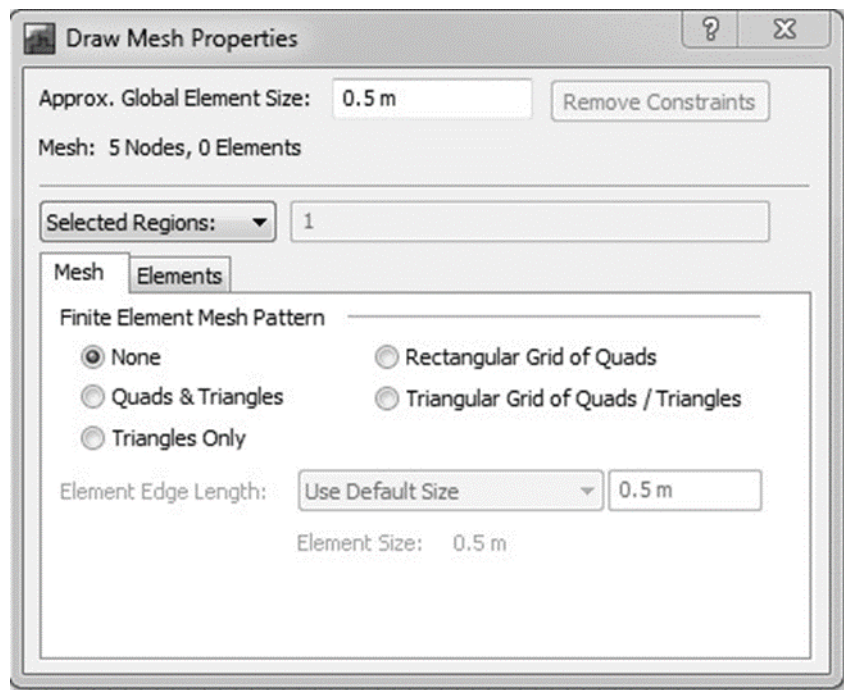 Draw Mesh Properties
Approx. Global Element Size: 0.5 m Remove Constraints
Mesh: 5 Nodes, 0 Elements
Selected Regions: 1
Mesh Elements
Finite Element Mesh Pattern
None Rectangular Grid of Quads
Quads & Triangles Triangular Grid of Quads / Triangles
Triangles Only
Element Edge Length: Use Default Size 0.5 m
Element Size: 0.5 m